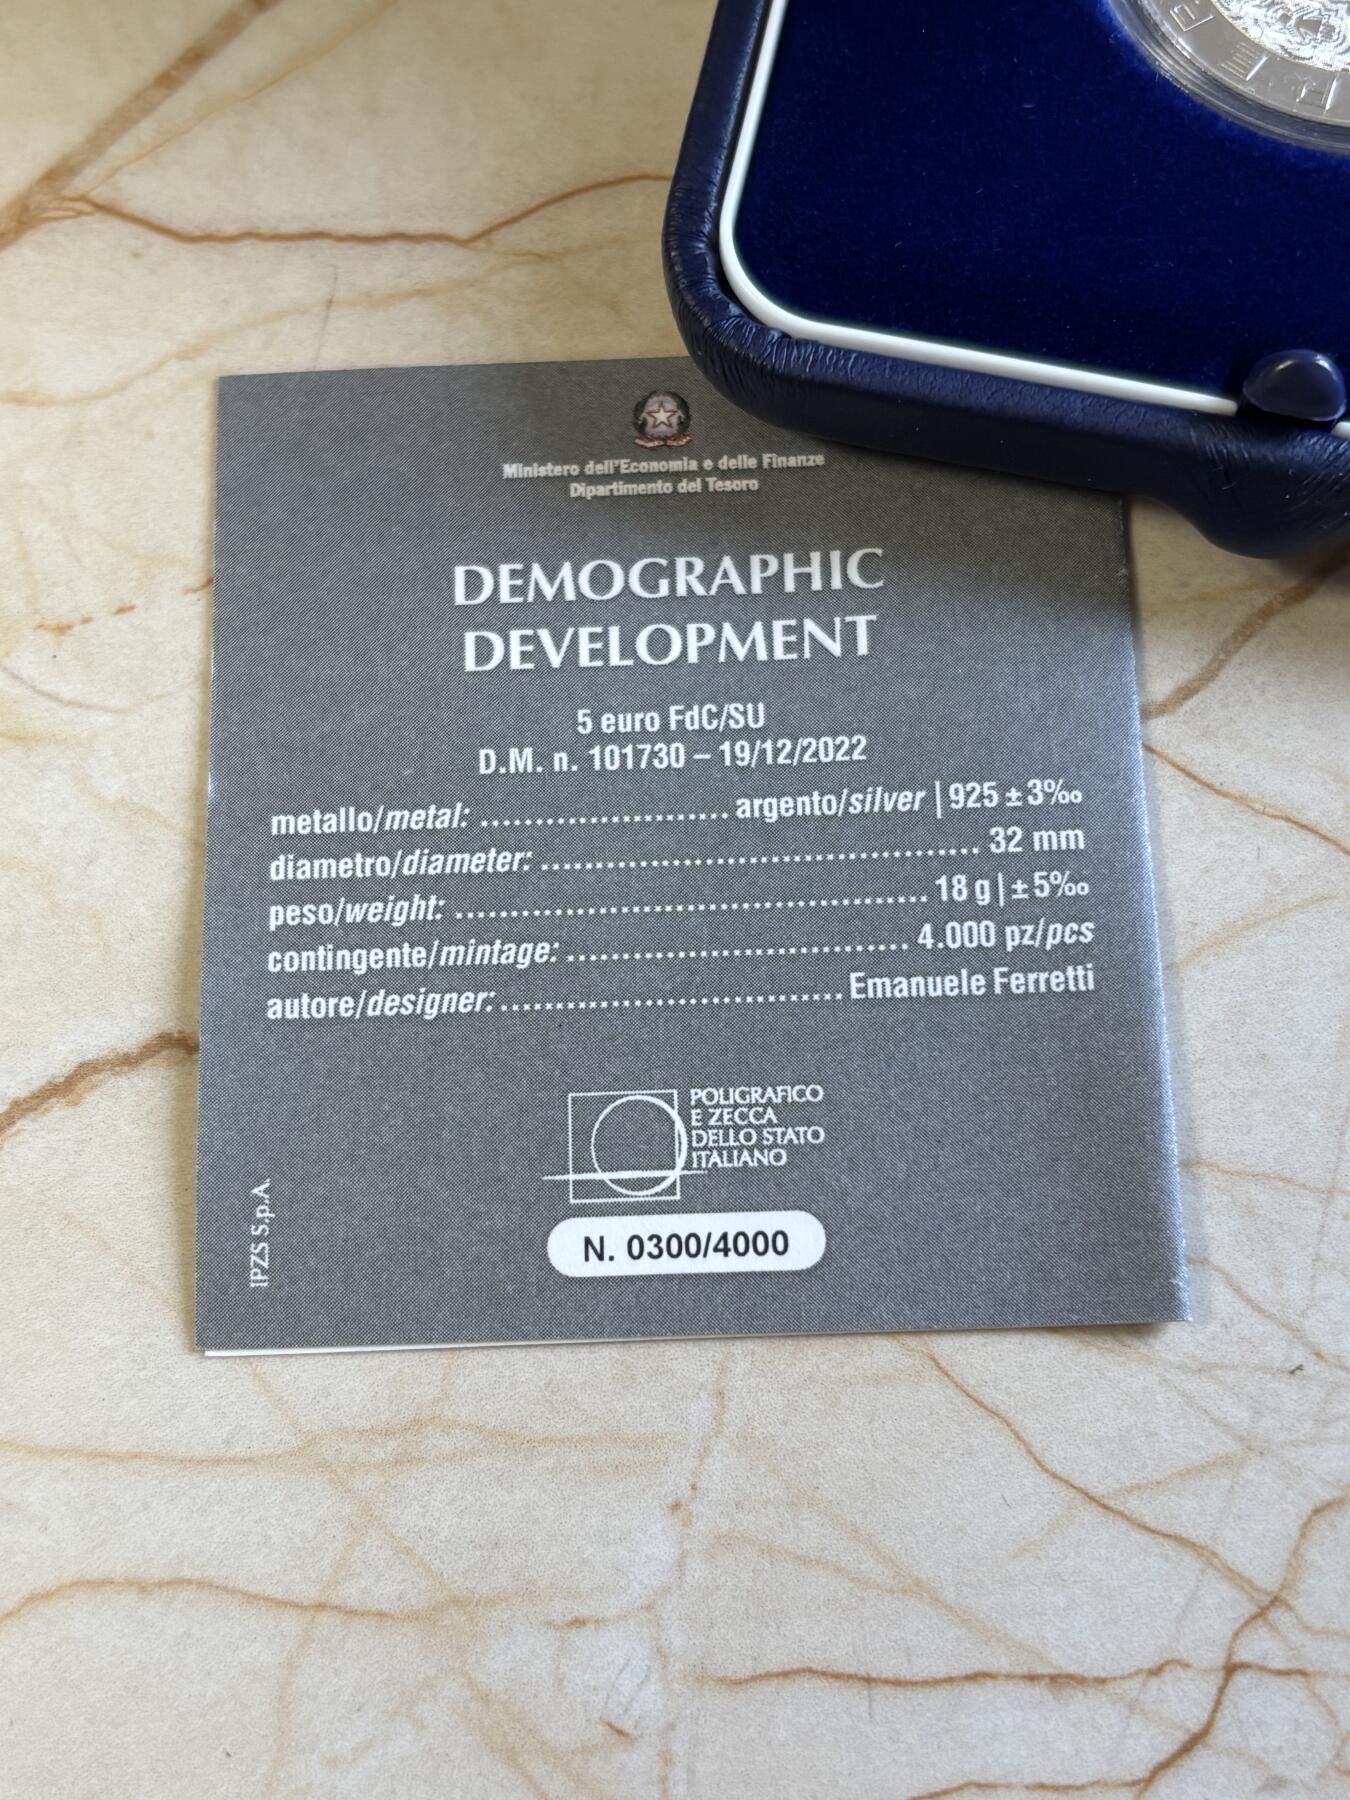 Ministero dell'Economia e delle Finanze
Dipartimento del Tesoro
DEMOGRAPHIC
DEVELOPMENT
5 euro FdC/SU
D.M. n. 101730 – 19/12/2022
metallo/metal: ............................ argento/silver | 925 ± 3‰
diametro/diameter: ................................................ 32 mm
peso/weight: .................................................... 18 g | ± 5‰
contingente/mintage: ..................................... 4.000 pz/pcs
autore/designer: ..................................... Emanuele Ferretti
POLIGRAFICO
E ZECCA
DELLO STATO
ITALIANO
IPZS S.p.A.
N. 0300/4000